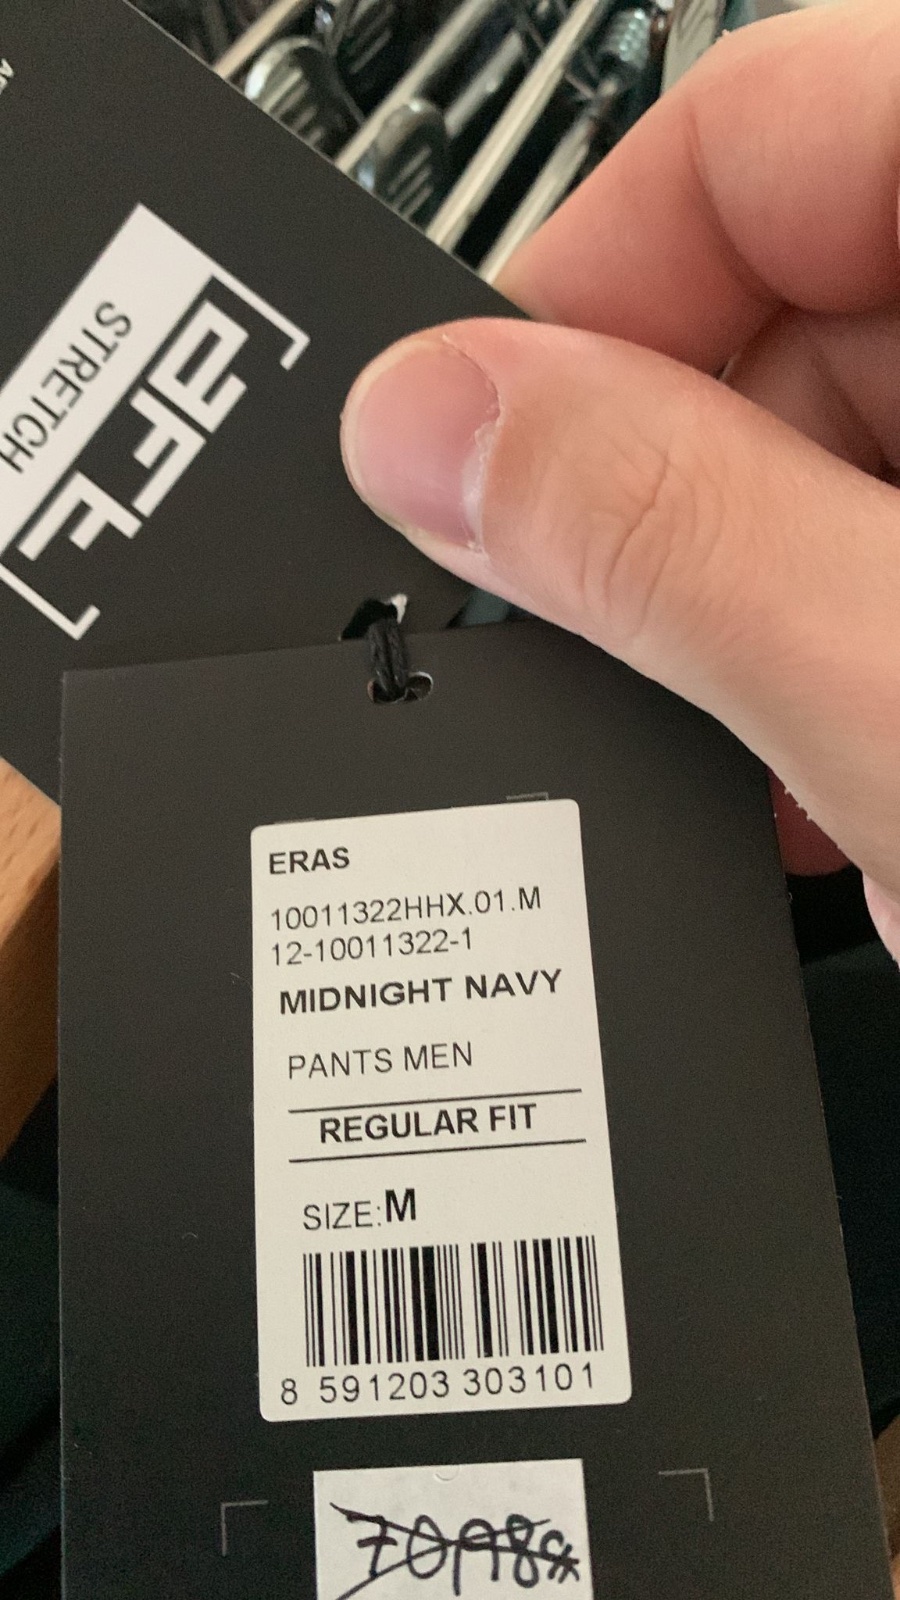 STRETCH
ERAS
10011322HHX.01.M
12-10011322-1
MIDNIGHT NAVY
PANTS MEN
REGULAR FIT
SIZE:M
8 591203 303101